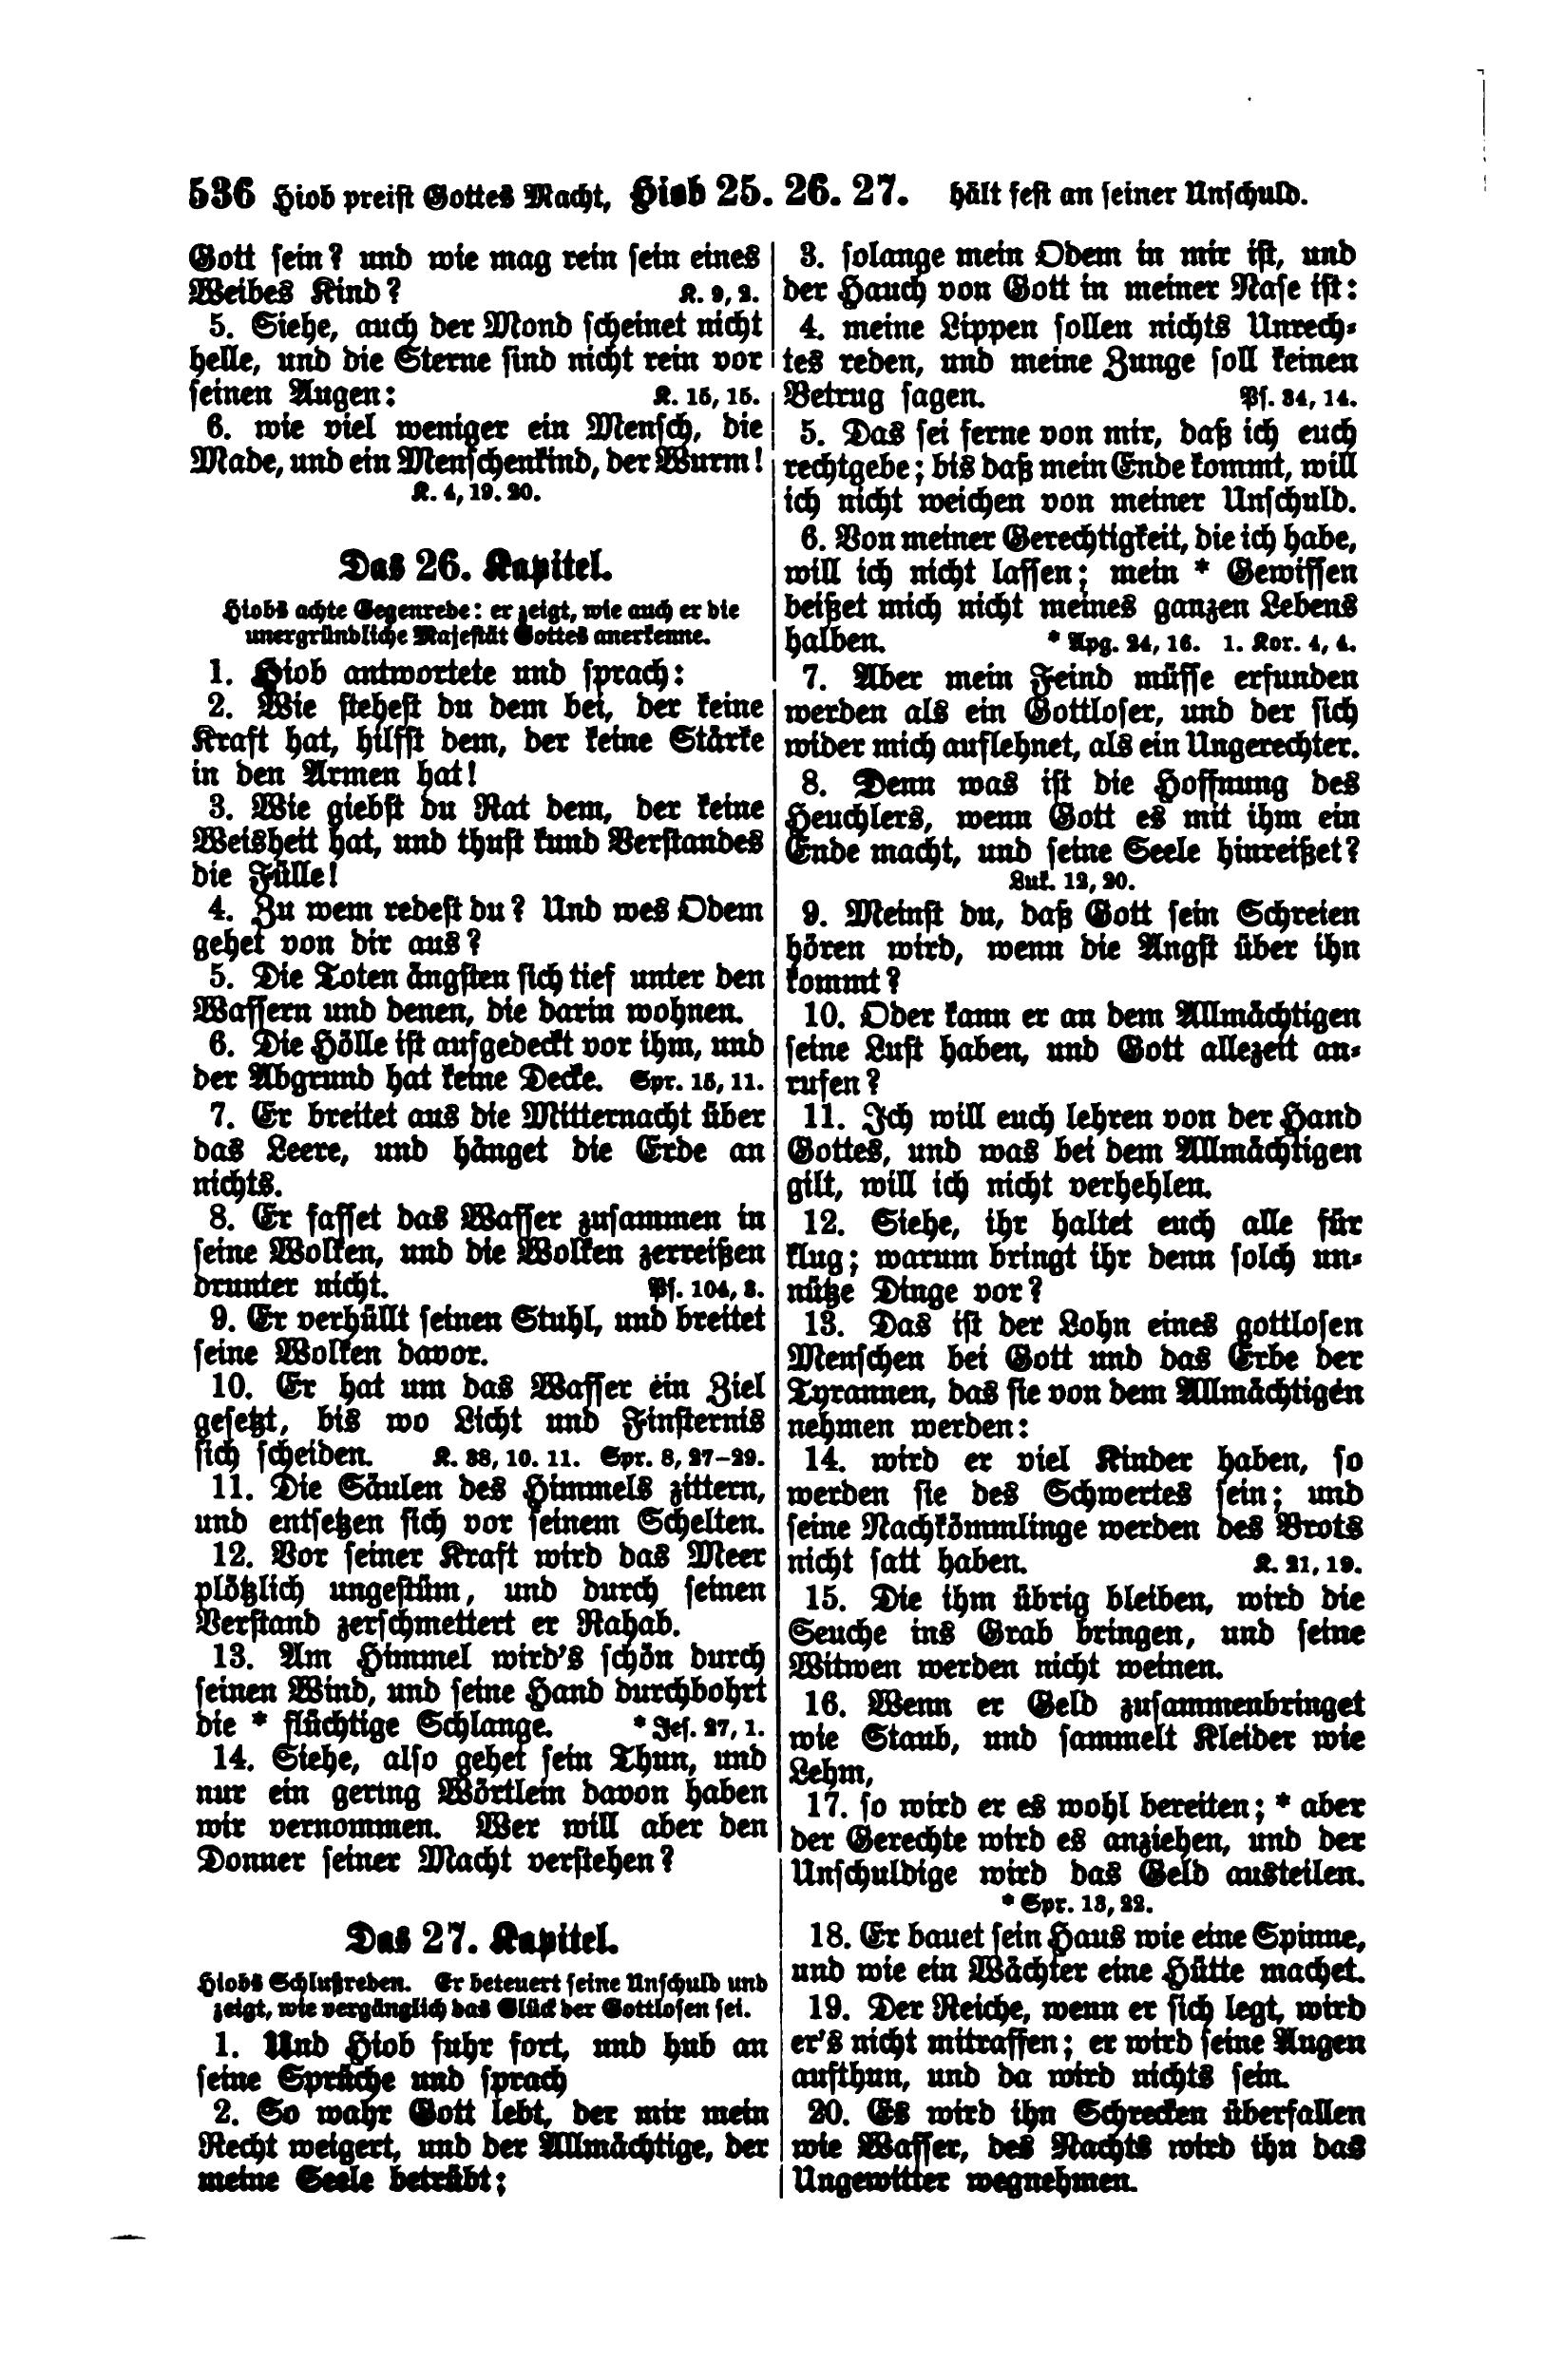 536 Hiob preist Gottes Macht, Hiob 25. 26. 27. hält fest an seiner Unschuld.
Gott sein? und wie mag rein sein eines
Weibes Kind? K. 9, 2.
5. Siehe, auch der Mond scheinet nicht
helle, und die Sterne sind nicht rein vor
seinen Augen: K. 15, 15.
6. wie viel weniger ein Mensch, die
Made, und ein Menschenkind, der Wurm!
K. 4, 19. 20.
Das 26. Kapitel.
Hiobs achte Gegenrede: er zeigt, wie auch er die
unergründliche Majestät Gottes anerkenne.
1. Hiob antwortete und sprach:
2. Wie stehest du dem bei, der keine
Kraft hat, hilfst dem, der keine Stärke
in den Armen hat!
3. Wie giebst du Rat dem, der keine
Weisheit hat, und thust kund Verstandes
die Fülle!
4. Zu wem redest du? Und wes Odem
gehet von dir aus?
5. Die Toten ängsten sich tief unter den
Wassern und denen, die darin wohnen.
6. Die Hölle ist aufgedeckt vor ihm, und
der Abgrund hat keine Decke. Spr. 15, 11.
7. Er breitet aus die Mitternacht über
das Leere, und hänget die Erde an
nichts.
8. Er fasset das Wasser zusammen in
seine Wolken, und die Wolken zerreißen
drunter nicht. Ps. 104, 3.
9. Er verhüllt seinen Stuhl, und breitet
seine Wolken davor.
10. Er hat um das Wasser ein Ziel
gesetzt, bis wo Licht und Finsternis
sich scheiden. K. 38, 10. 11. Spr. 8, 27–29.
11. Die Säulen des Himmels zittern,
und entsetzen sich vor seinem Schelten.
12. Vor seiner Kraft wird das Meer
plötzlich ungestüm, und durch seinen
Verstand zerschmettert er Rahab.
13. Am Himmel wird's schön durch
seinen Wind, und seine Hand durchbohrt
die * flüchtige Schlange. * Jes. 27, 1.
14. Siehe, also gehet sein Thun, und
nur ein gering Wörtlein davon haben
wir vernommen. Wer will aber den
Donner seiner Macht verstehen?
Das 27. Kapitel.
Hiobs Schlußreden. Er beteuert seine Unschuld und
zeigt, wie vergänglich das Glück der Gottlosen sei.
1. Und Hiob fuhr fort, und hub an
seine Sprüche und sprach
2. So wahr Gott lebt, der mir mein
Recht weigert, und der Allmächtige, der
meine Seele betrübt;
3. solange mein Odem in mir ist, und
der Hauch von Gott in meiner Nase ist:
4. meine Lippen sollen nichts Unrech-
tes reden, und meine Zunge soll keinen
Betrug sagen. Ps. 34, 14.
5. Das sei ferne von mir, daß ich euch
rechtgebe; bis daß mein Ende kommt, will
ich nicht weichen von meiner Unschuld.
6. Von meiner Gerechtigkeit, die ich habe,
will ich nicht lassen; mein * Gewissen
beißet mich nicht meines ganzen Lebens
halben. * Apg. 24, 16. 1. Kor. 4, 4.
7. Aber mein Feind müsse erfunden
werden als ein Gottloser, und der sich
wider mich auflehnet, als ein Ungerechter.
8. Denn was ist die Hoffnung des
Heuchlers, wenn Gott es mit ihm ein
Ende macht, und seine Seele hinreißet?
Luk. 12, 20.
9. Meinst du, daß Gott sein Schreien
hören wird, wenn die Angst über ihn
kommt?
10. Oder kann er an dem Allmächtigen
seine Lust haben, und Gott allezeit an-
rufen?
11. Ich will euch lehren von der Hand
Gottes, und was bei dem Allmächtigen
gilt, will ich nicht verhehlen.
12. Siehe, ihr haltet euch alle für
klug; warum bringt ihr denn solch un-
nütze Dinge vor?
13. Das ist der Lohn eines gottlosen
Menschen bei Gott und das Erbe der
Tyrannen, das sie von dem Allmächtigen
nehmen werden:
14. wird er viel Kinder haben, so
werden sie des Schwertes sein; und
seine Nachkömmlinge werden des Brots
nicht satt haben. K. 21, 19.
15. Die ihm übrig bleiben, wird die
Seuche ins Grab bringen, und seine
Witwen werden nicht weinen.
16. Wenn er Geld zusammenbringet
wie Staub, und sammelt Kleider wie
Lehm,
17. so wird er es wohl bereiten; * aber
der Gerechte wird es anziehen, und der
Unschuldige wird das Geld austeilen.
* Spr. 13, 22.
18. Er bauet sein Haus wie eine Spinne,
und wie ein Wächter eine Hütte machet.
19. Der Reiche, wenn er sich legt, wird
er's nicht mitraffen; er wird seine Augen
aufthun, und da wird nichts sein.
20. Es wird ihn Schrecken überfallen
wie Wasser, des Nachts wird ihn das
Ungewitter wegnehmen.